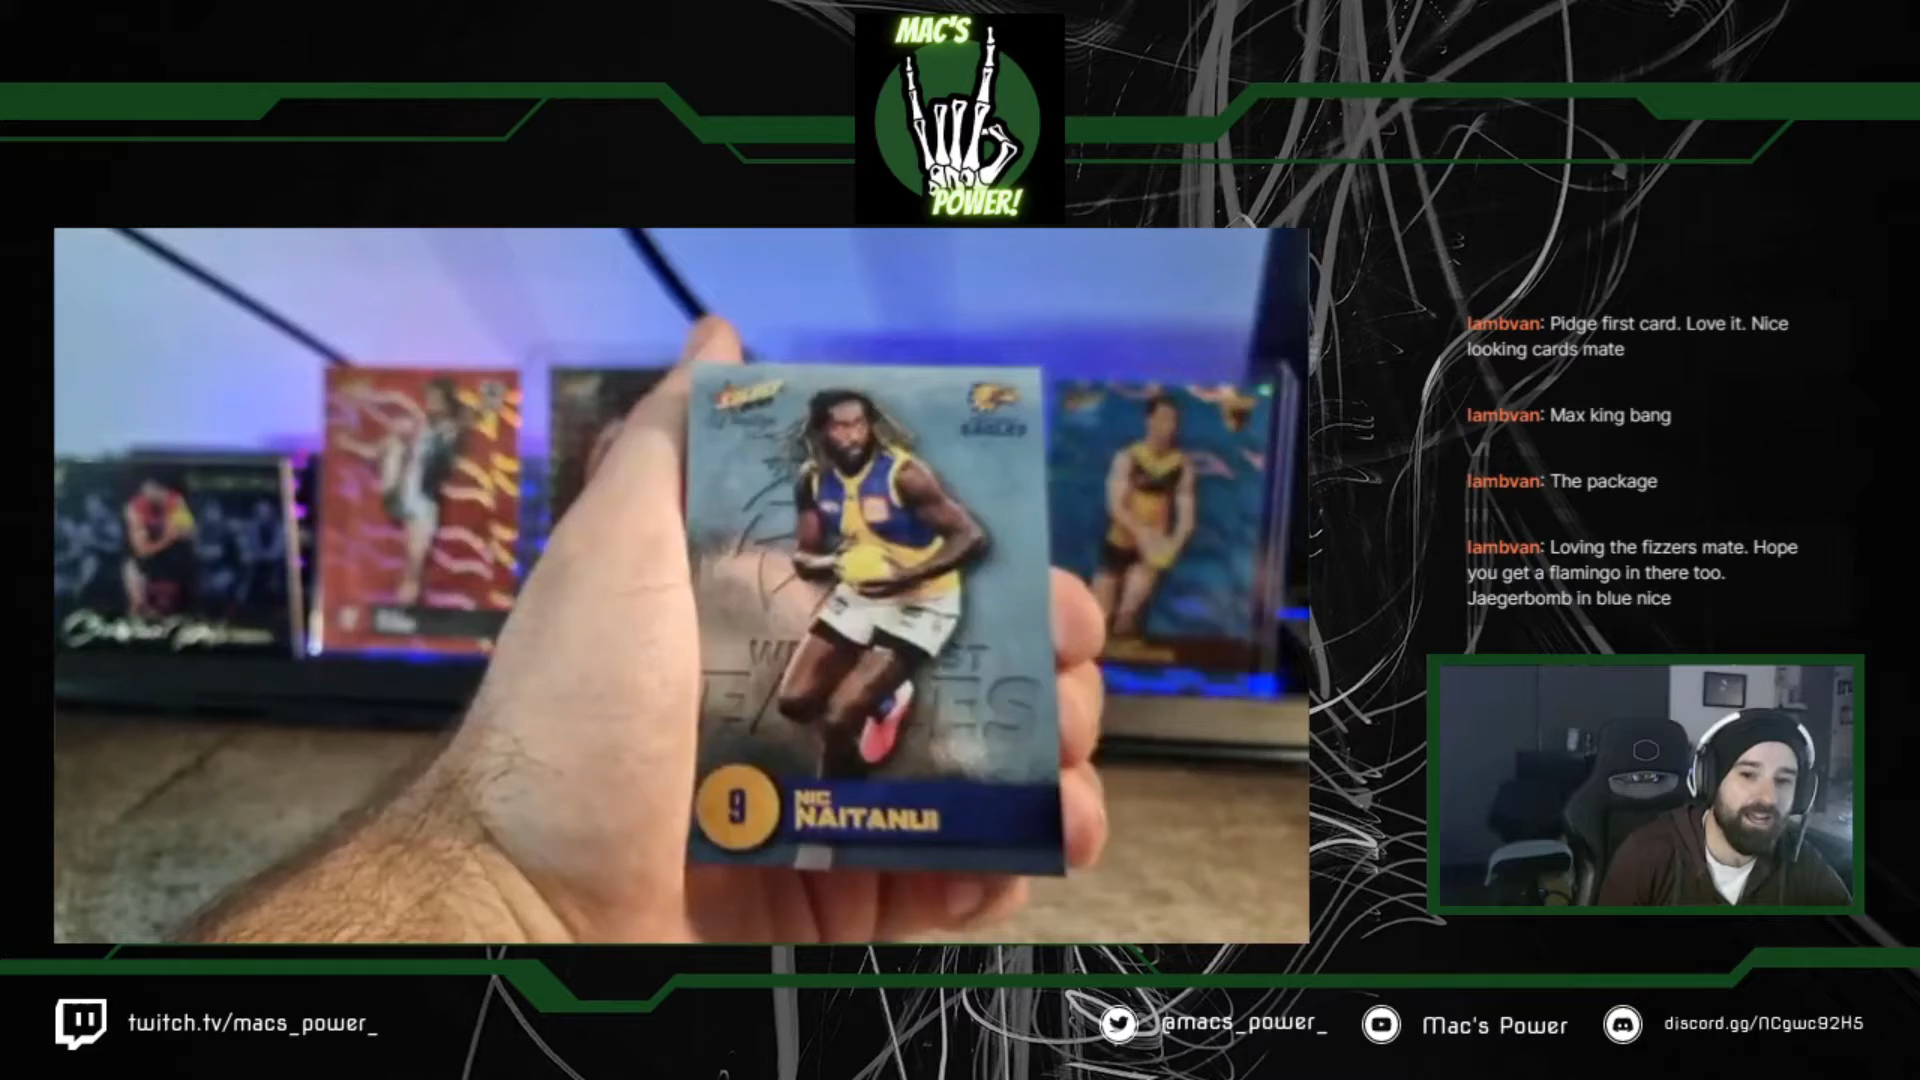 MAC'S
POWER!
lambvan: Pidge first card. Love it. Nice
looking cards mate
lambvan: Max king bang
lambvan: The package
lambvan: Loving the fizzers mate. Hope
you get a flamingo in there too.
Jaegerbomb in blue nice
SELECT
EAGLES
9
NIC
NAITANUI
twitch.tv/macs_power_
@macs_power_
Mac's Power
discord.gg/NCgwc92H5